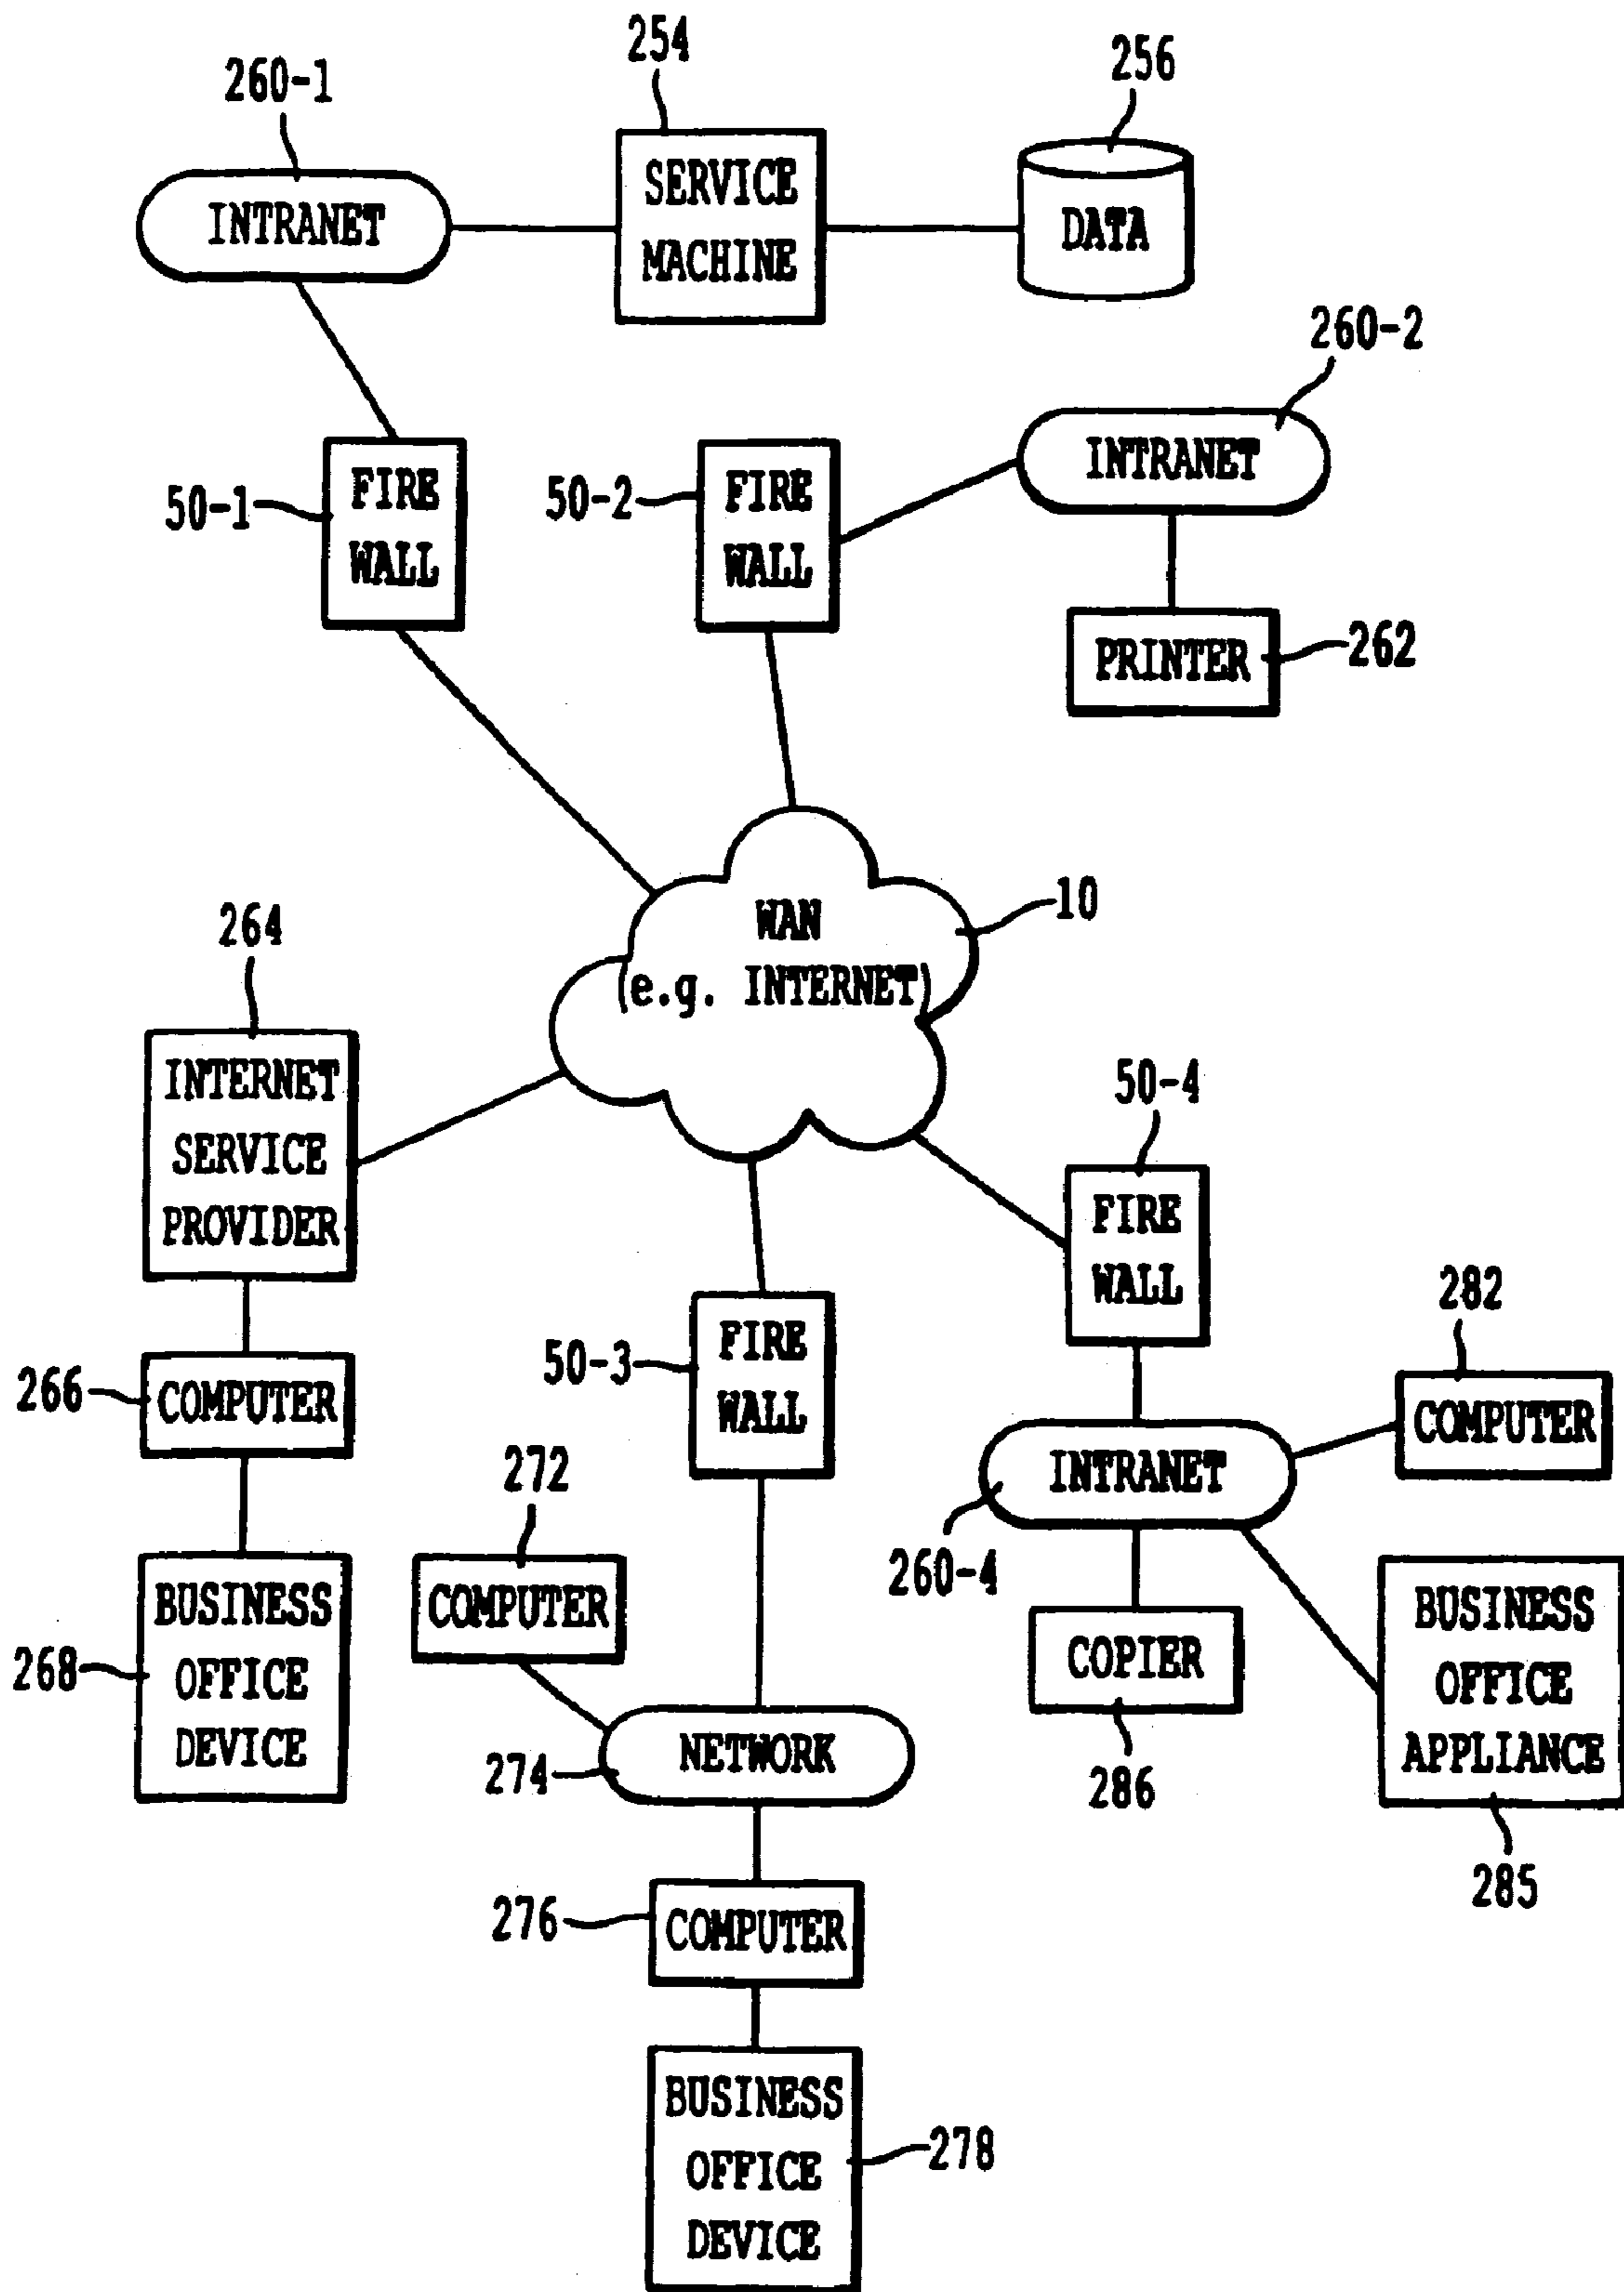 254
256
260-1
SERVICE
MACHINE
INTRANET
DATA
260-2
INTRANET
FIRE
WALL
50-1
FIRE
WALL
50-2
PRINTER
262
10
WAN
(e.g. INTERNET)
264
INTERNET
SERVICE
PROVIDER
50-4
FIRE
WALL
282
50-3
FIRE
WALL
266
COMPUTER
COMPUTER
272
INTRANET
260-4
COMPUTER
BUSINESS
OFFICE
DEVICE
268
COPIER
286
BUSINESS
OFFICE
APPLIANCE
285
NETWORK
274
276
COMPUTER
BUSINESS
OFFICE
DEVICE
278